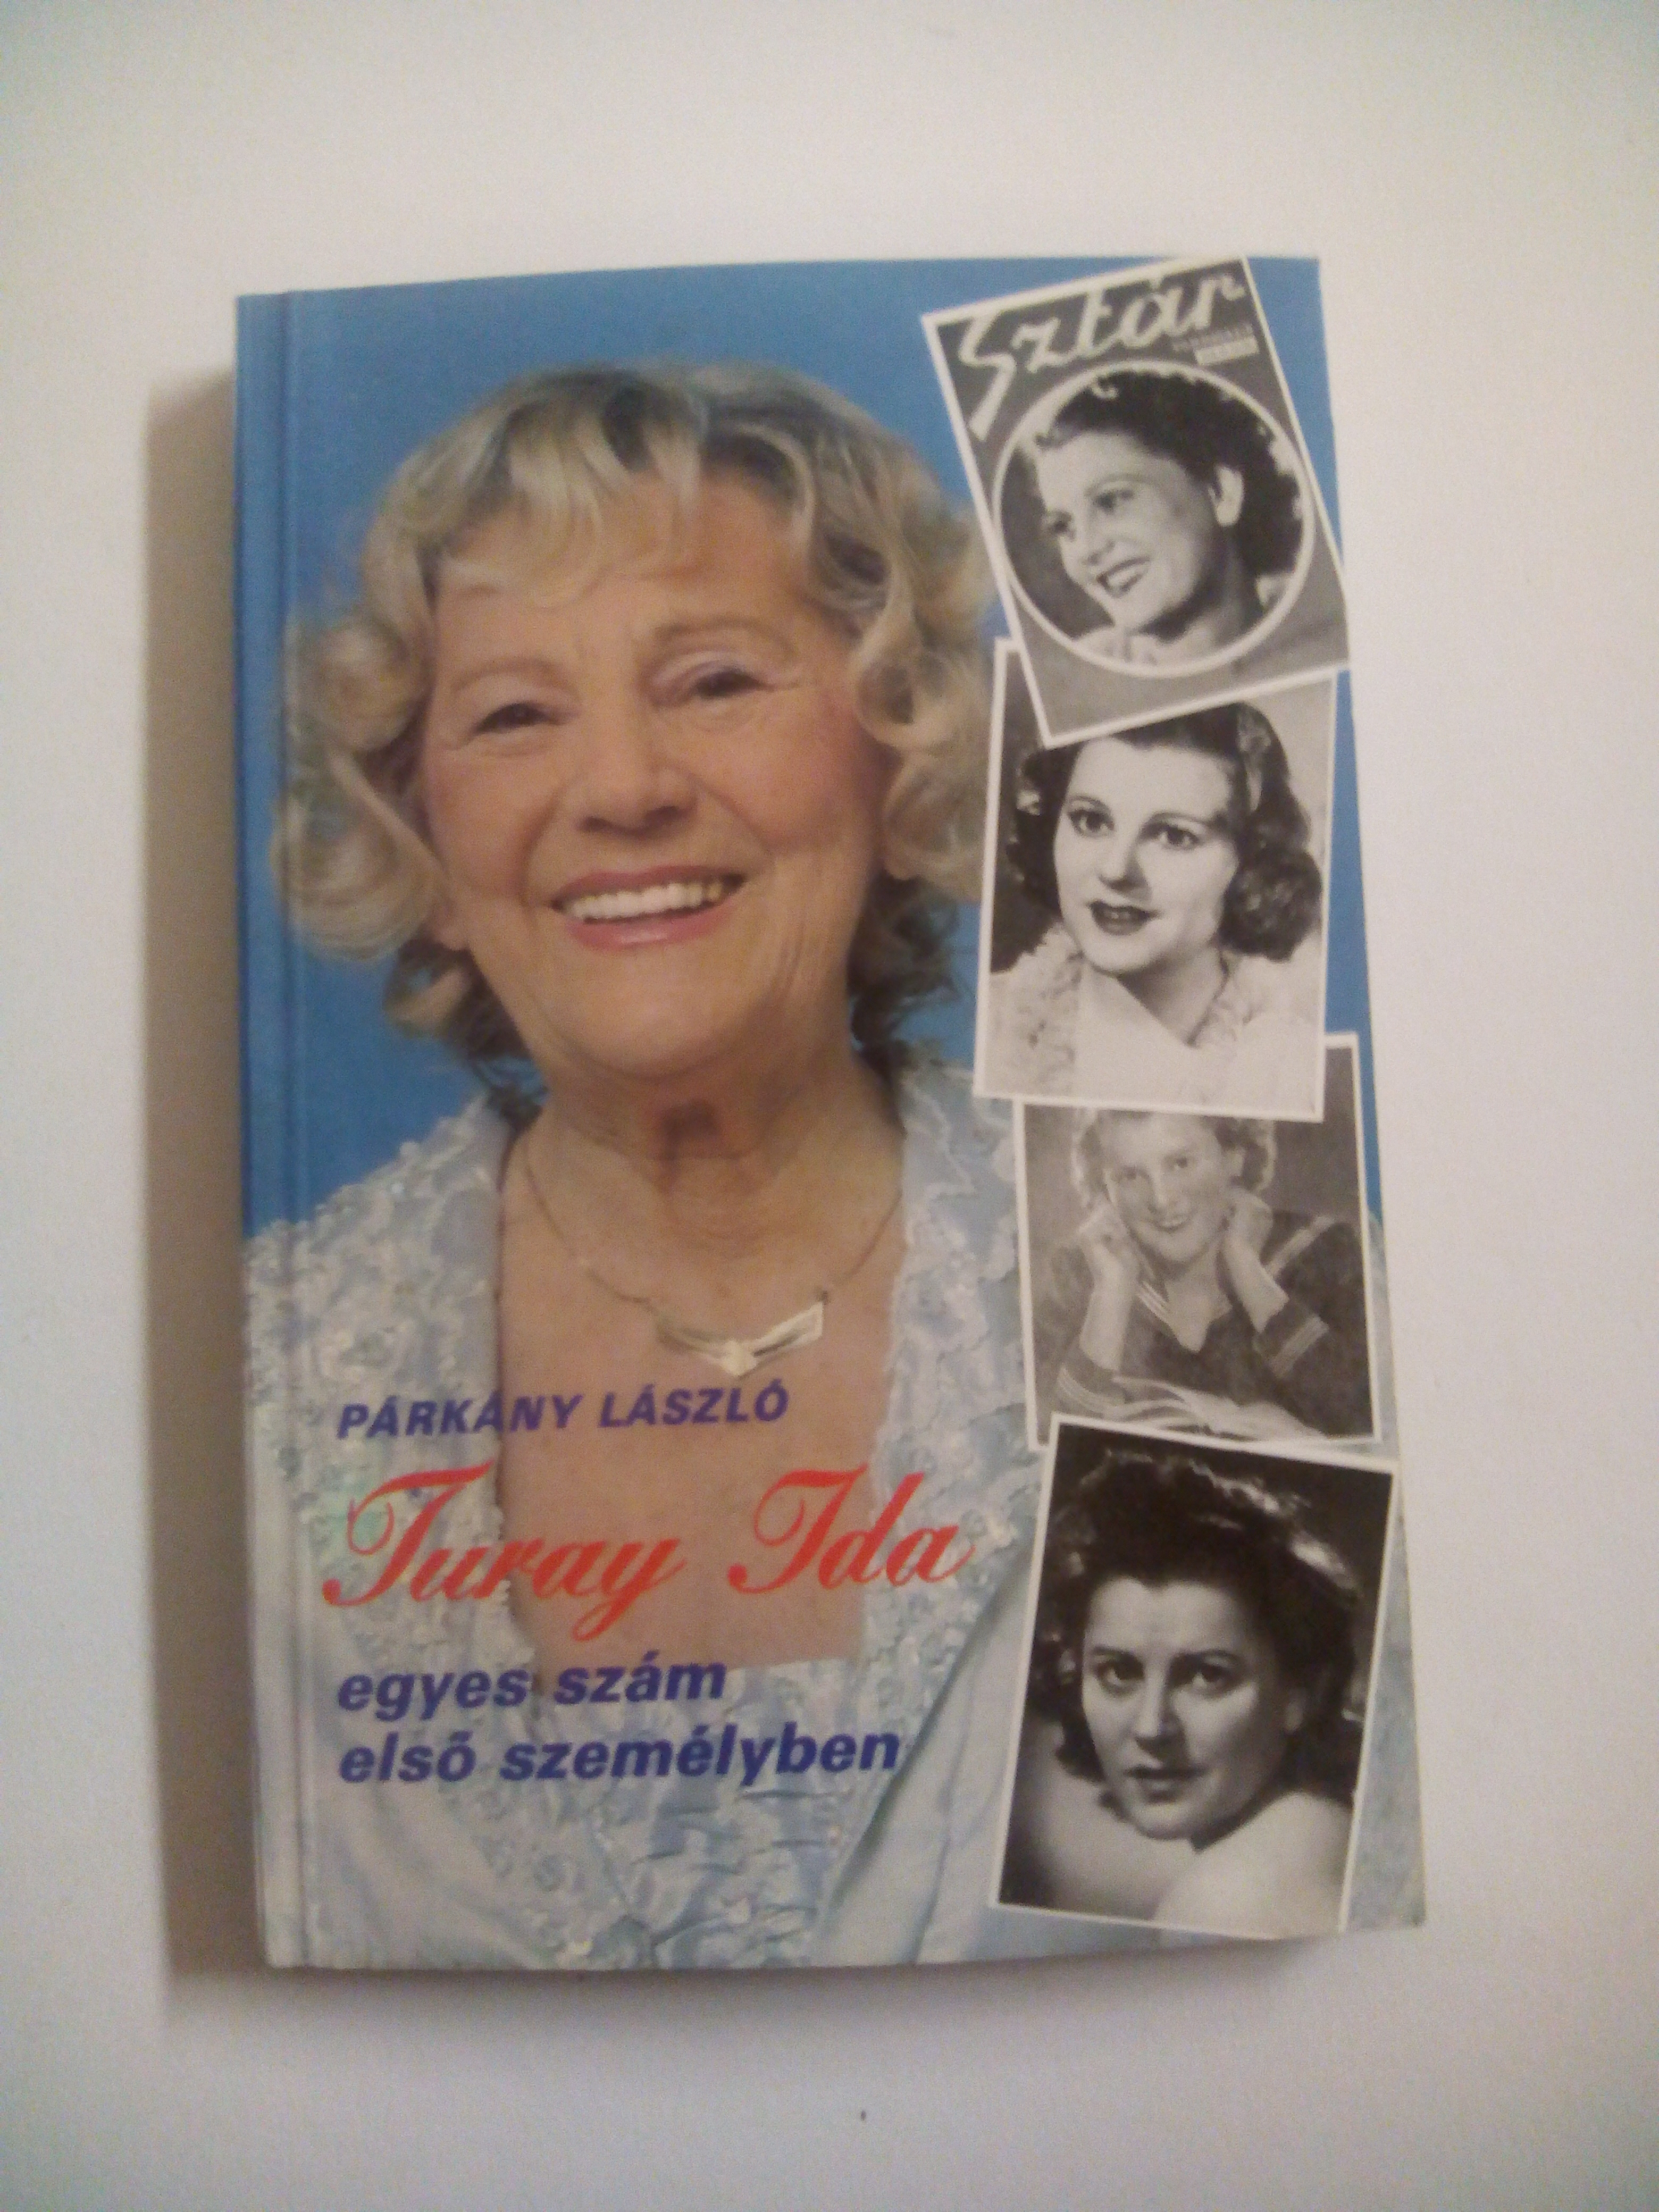 Sztár
PÁRKÁNY LÁSZLÓ
Turay Ida
egyes szám
első személyben